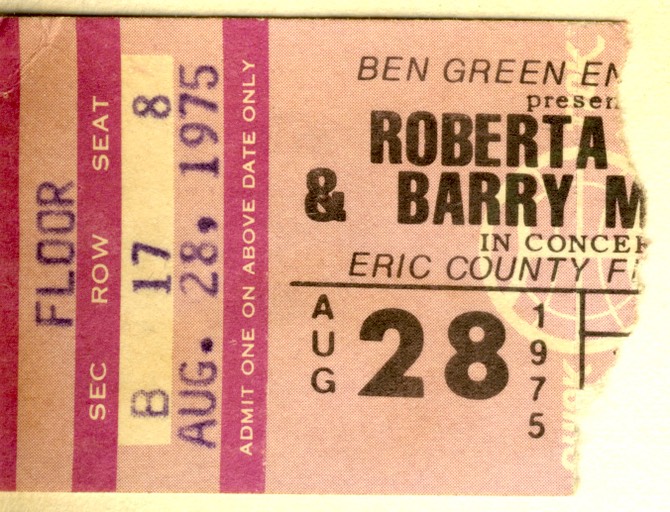 FLOOR
SEC ROW SEAT
B 17 8
AUG. 28, 1975
ADMIT ONE ON ABOVE DATE ONLY
BEN GREEN EN
presen
ROBERTA
& BARRY M
IN CONCER
ERIC COUNTY F
AUG 28 1975